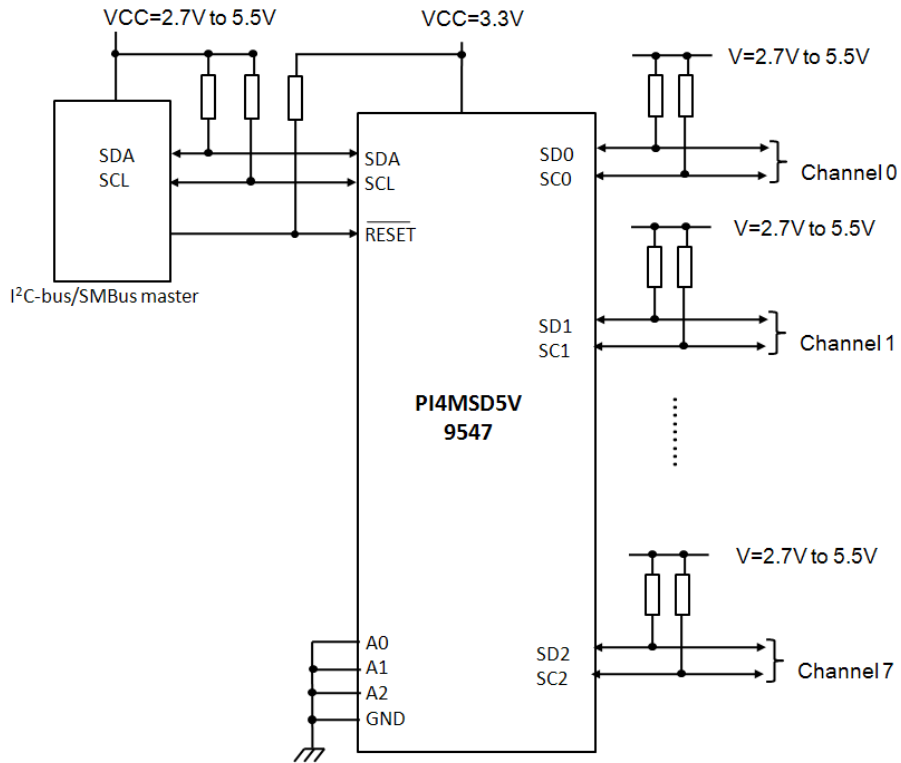 VCC=2.7V to 5.5V
VCC=3.3V
V=2.7V to 5.5V
SDA
SCL
SDA
SCL
RESET
I²C-bus/SMBus master
SD0
SC0
Channel 0
V=2.7V to 5.5V
SD1
SC1
Channel 1
PI4MSD5V
9547
V=2.7V to 5.5V
A0
A1
A2
GND
SD2
SC2
Channel 7